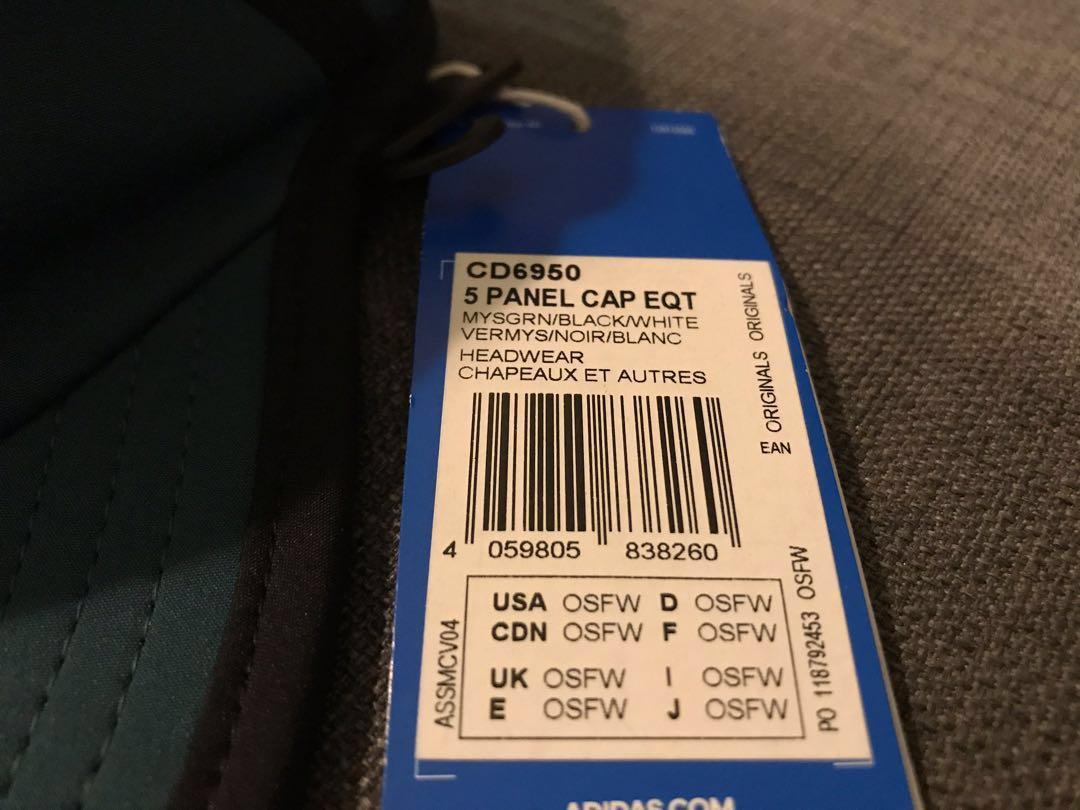 CD6950
5 PANEL CAP EQT
MYSGRN/BLACK/WHITE
VERMYS/NOIR/BLANC
HEADWEAR
CHAPEAUX ET AUTRES
ORIGINALS ORIGINALS
EAN
4 059805 838260
ASSMCV04
USA OSFW D OSFW
CDN OSFW F OSFW
UK OSFW I OSFW
E OSFW J OSFW
PO 118792453 OSFW
ADIDAS.COM